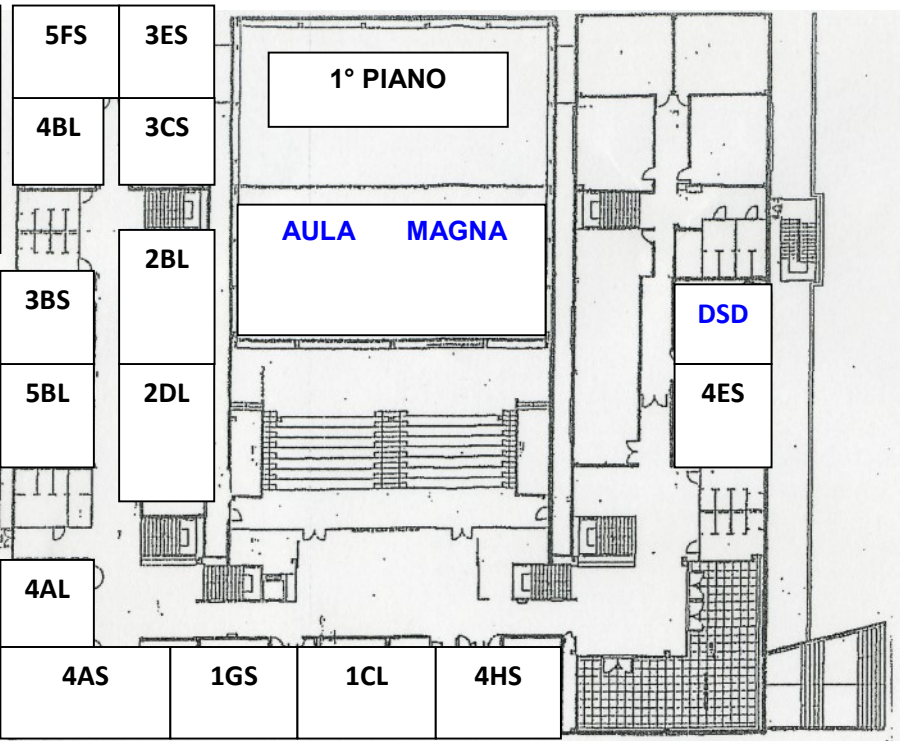 5FS 3ES
1° PIANO
4BL 3CS
AULA MAGNA
2BL
3BS
DSD
5BL 2DL 4ES
4AL
4AS 1GS 1CL 4HS